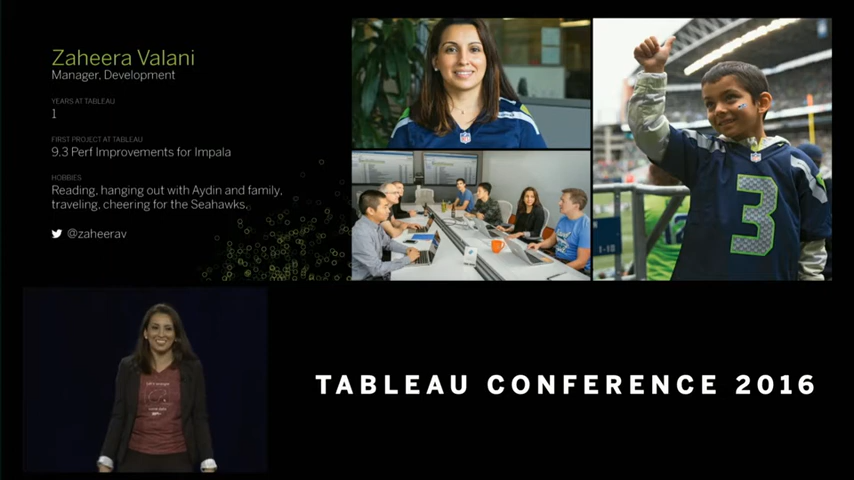 Zaheera Valani
Manager, Development
YEARS AT TABLEAU
1
FIRST PROJECT AT TABLEAU
9.3 Perf Improvements for Impala
HOBBIES
Reading, hanging out with Aydin and family,
traveling, cheering for the Seahawks.
@zaheerav
3
TABLEAU CONFERENCE 2016